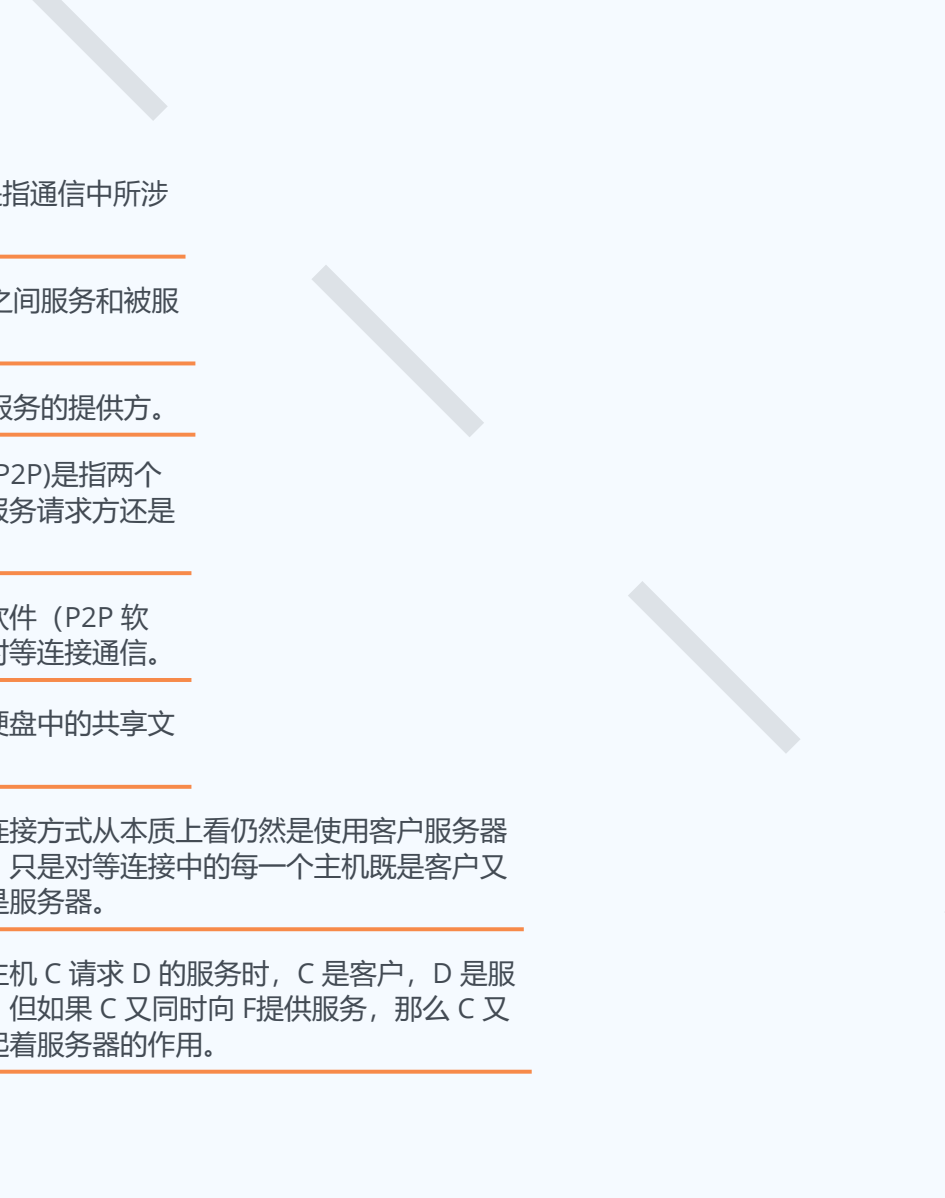 指通信中所涉
之间服务和被服
服务的提供方。
P2P)是指两个
服务请求方还是
软件（P2P 软
对等连接通信。
硬盘中的共享文
连接方式从本质上看仍然是使用客户服务器
只是对等连接中的每一个主机既是客户又
是服务器。
主机 C 请求 D 的服务时，C 是客户，D 是服
但如果 C 又同时向 F提供服务，那么 C 又
起着服务器的作用。